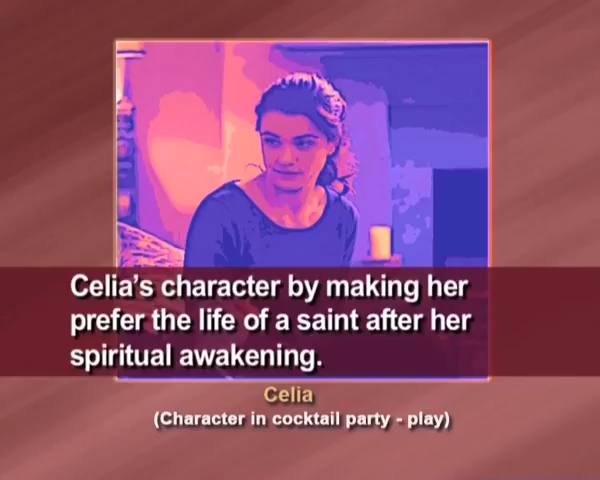 Celia's character by making her
prefer the life of a saint after her
spiritual awakening.
Celia
(Character in cocktail party - play)